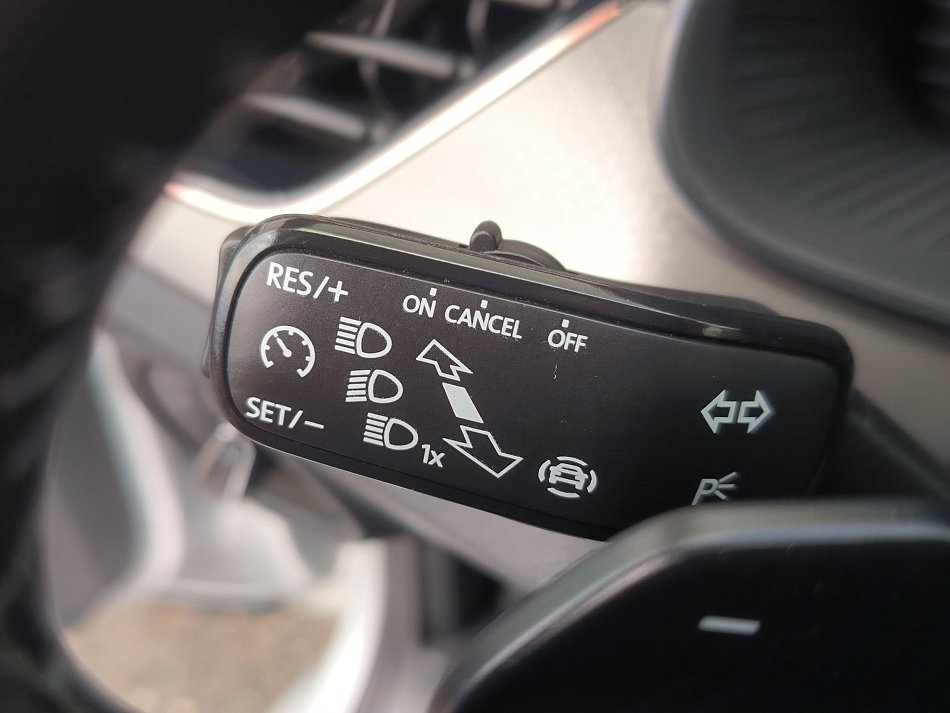 RES/+
ON CANCEL OFF
SET/−
1x
P
−